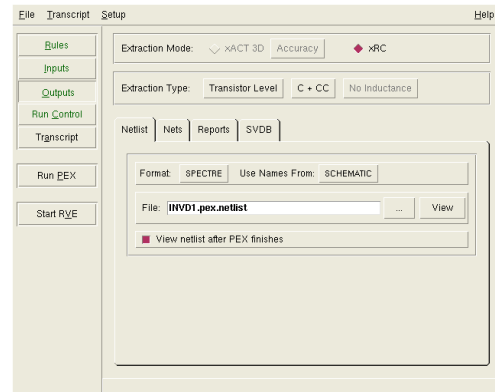 File Transcript Setup Help
Rules
Inputs
Outputs
Run Control
Transcript
Run PEX
Start RVE
Extraction Mode: xACT 3D Accuracy xRC
Extraction Type: Transistor Level C + CC No Inductance
Netlist Nets Reports SVDB
Format: SPECTRE Use Names From: SCHEMATIC
File: INVD1.pex.netlist ... View
View netlist after PEX finishes